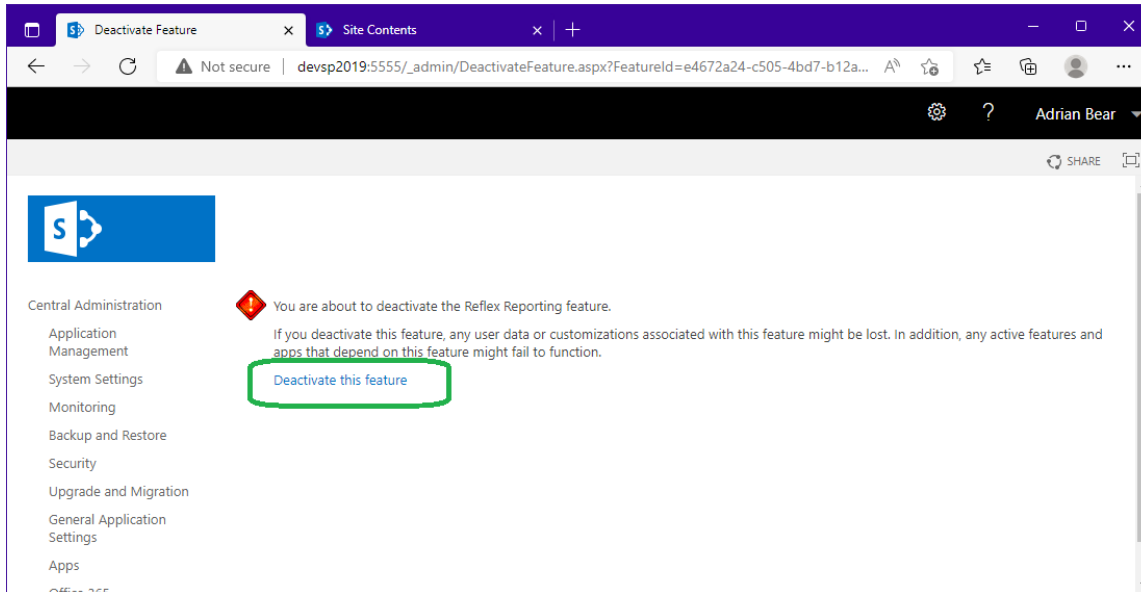 Deactivate Feature
Site Contents
Not secure | devsp2019:5555/_admin/DeactivateFeature.aspx?FeatureId=e4672a24-c505-4bd7-b12a...
? Adrian Bear
SHARE
S
Central Administration
Application
Management
System Settings
Monitoring
Backup and Restore
Security
Upgrade and Migration
General Application
Settings
Apps
Office 365
You are about to deactivate the Reflex Reporting feature.
If you deactivate this feature, any user data or customizations associated with this feature might be lost. In addition, any active features and
apps that depend on this feature might fail to function.
Deactivate this feature